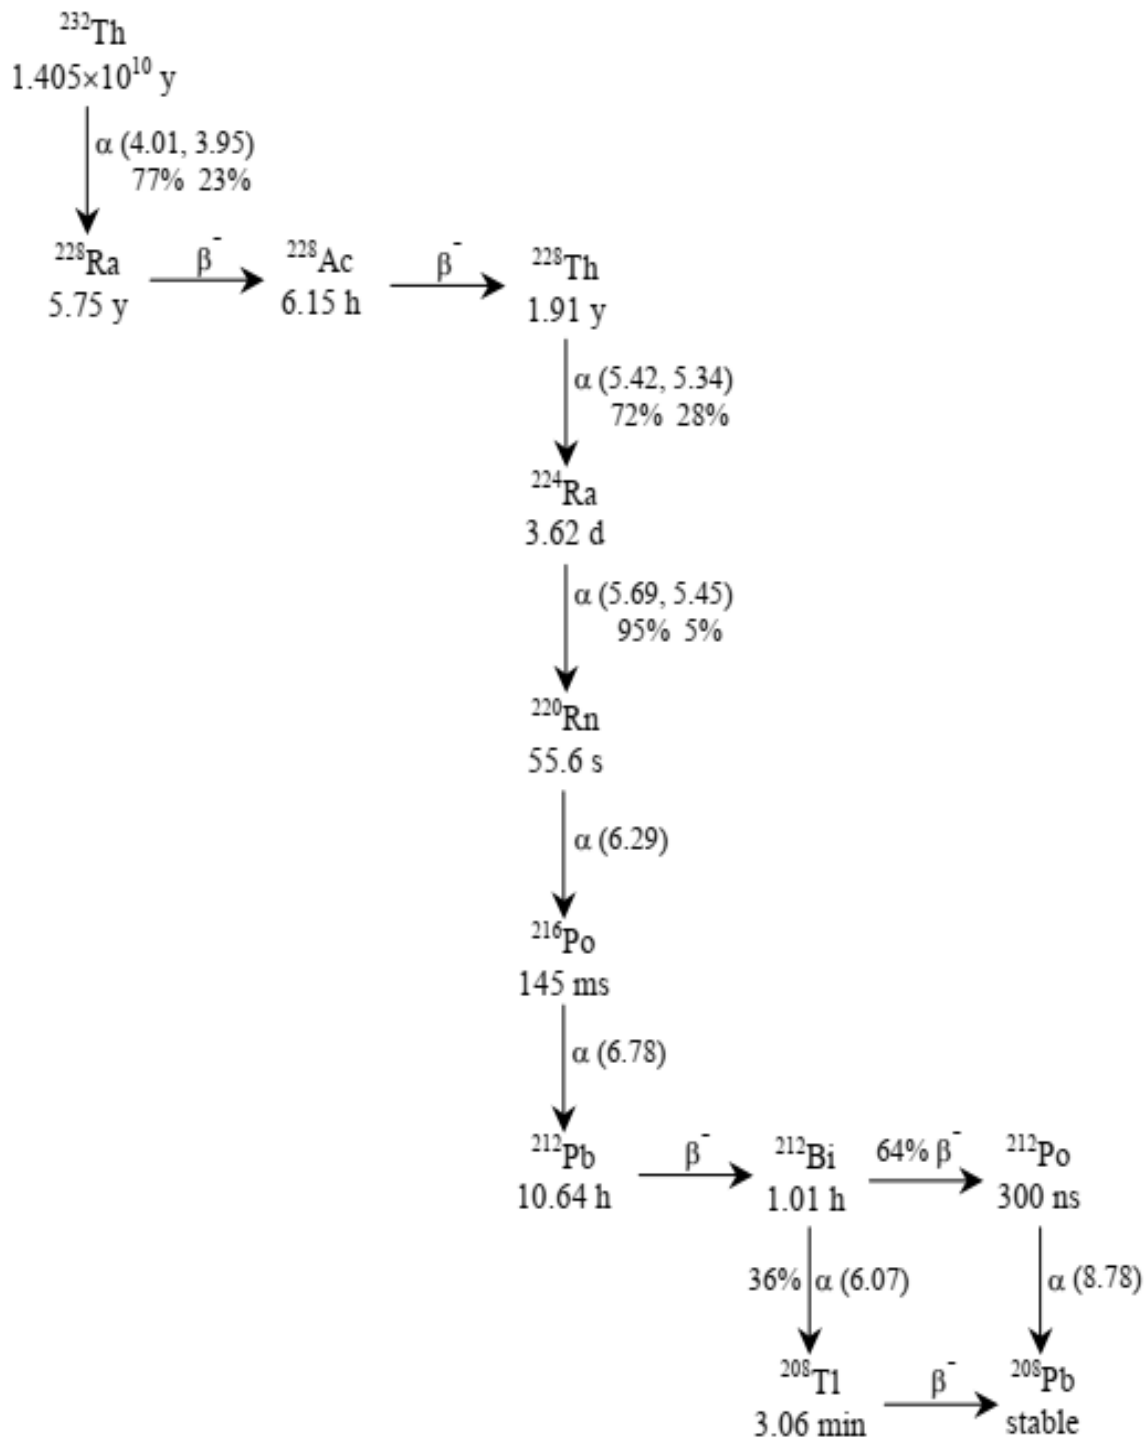 ²³²Th
1.405×10¹⁰ y
α (4.01, 3.95)
77% 23%
²²⁸Ra
5.75 y
β⁻
²²⁸Ac
6.15 h
β⁻
²²⁸Th
1.91 y
α (5.42, 5.34)
72% 28%
²²⁴Ra
3.62 d
α (5.69, 5.45)
95% 5%
²²⁰Rn
55.6 s
α (6.29)
²¹⁶Po
145 ms
α (6.78)
²¹²Pb
10.64 h
β⁻
²¹²Bi
1.01 h
64% β⁻
²¹²Po
300 ns
36% α (6.07)
α (8.78)
²⁰⁸Tl
3.06 min
β⁻
²⁰⁸Pb
stable